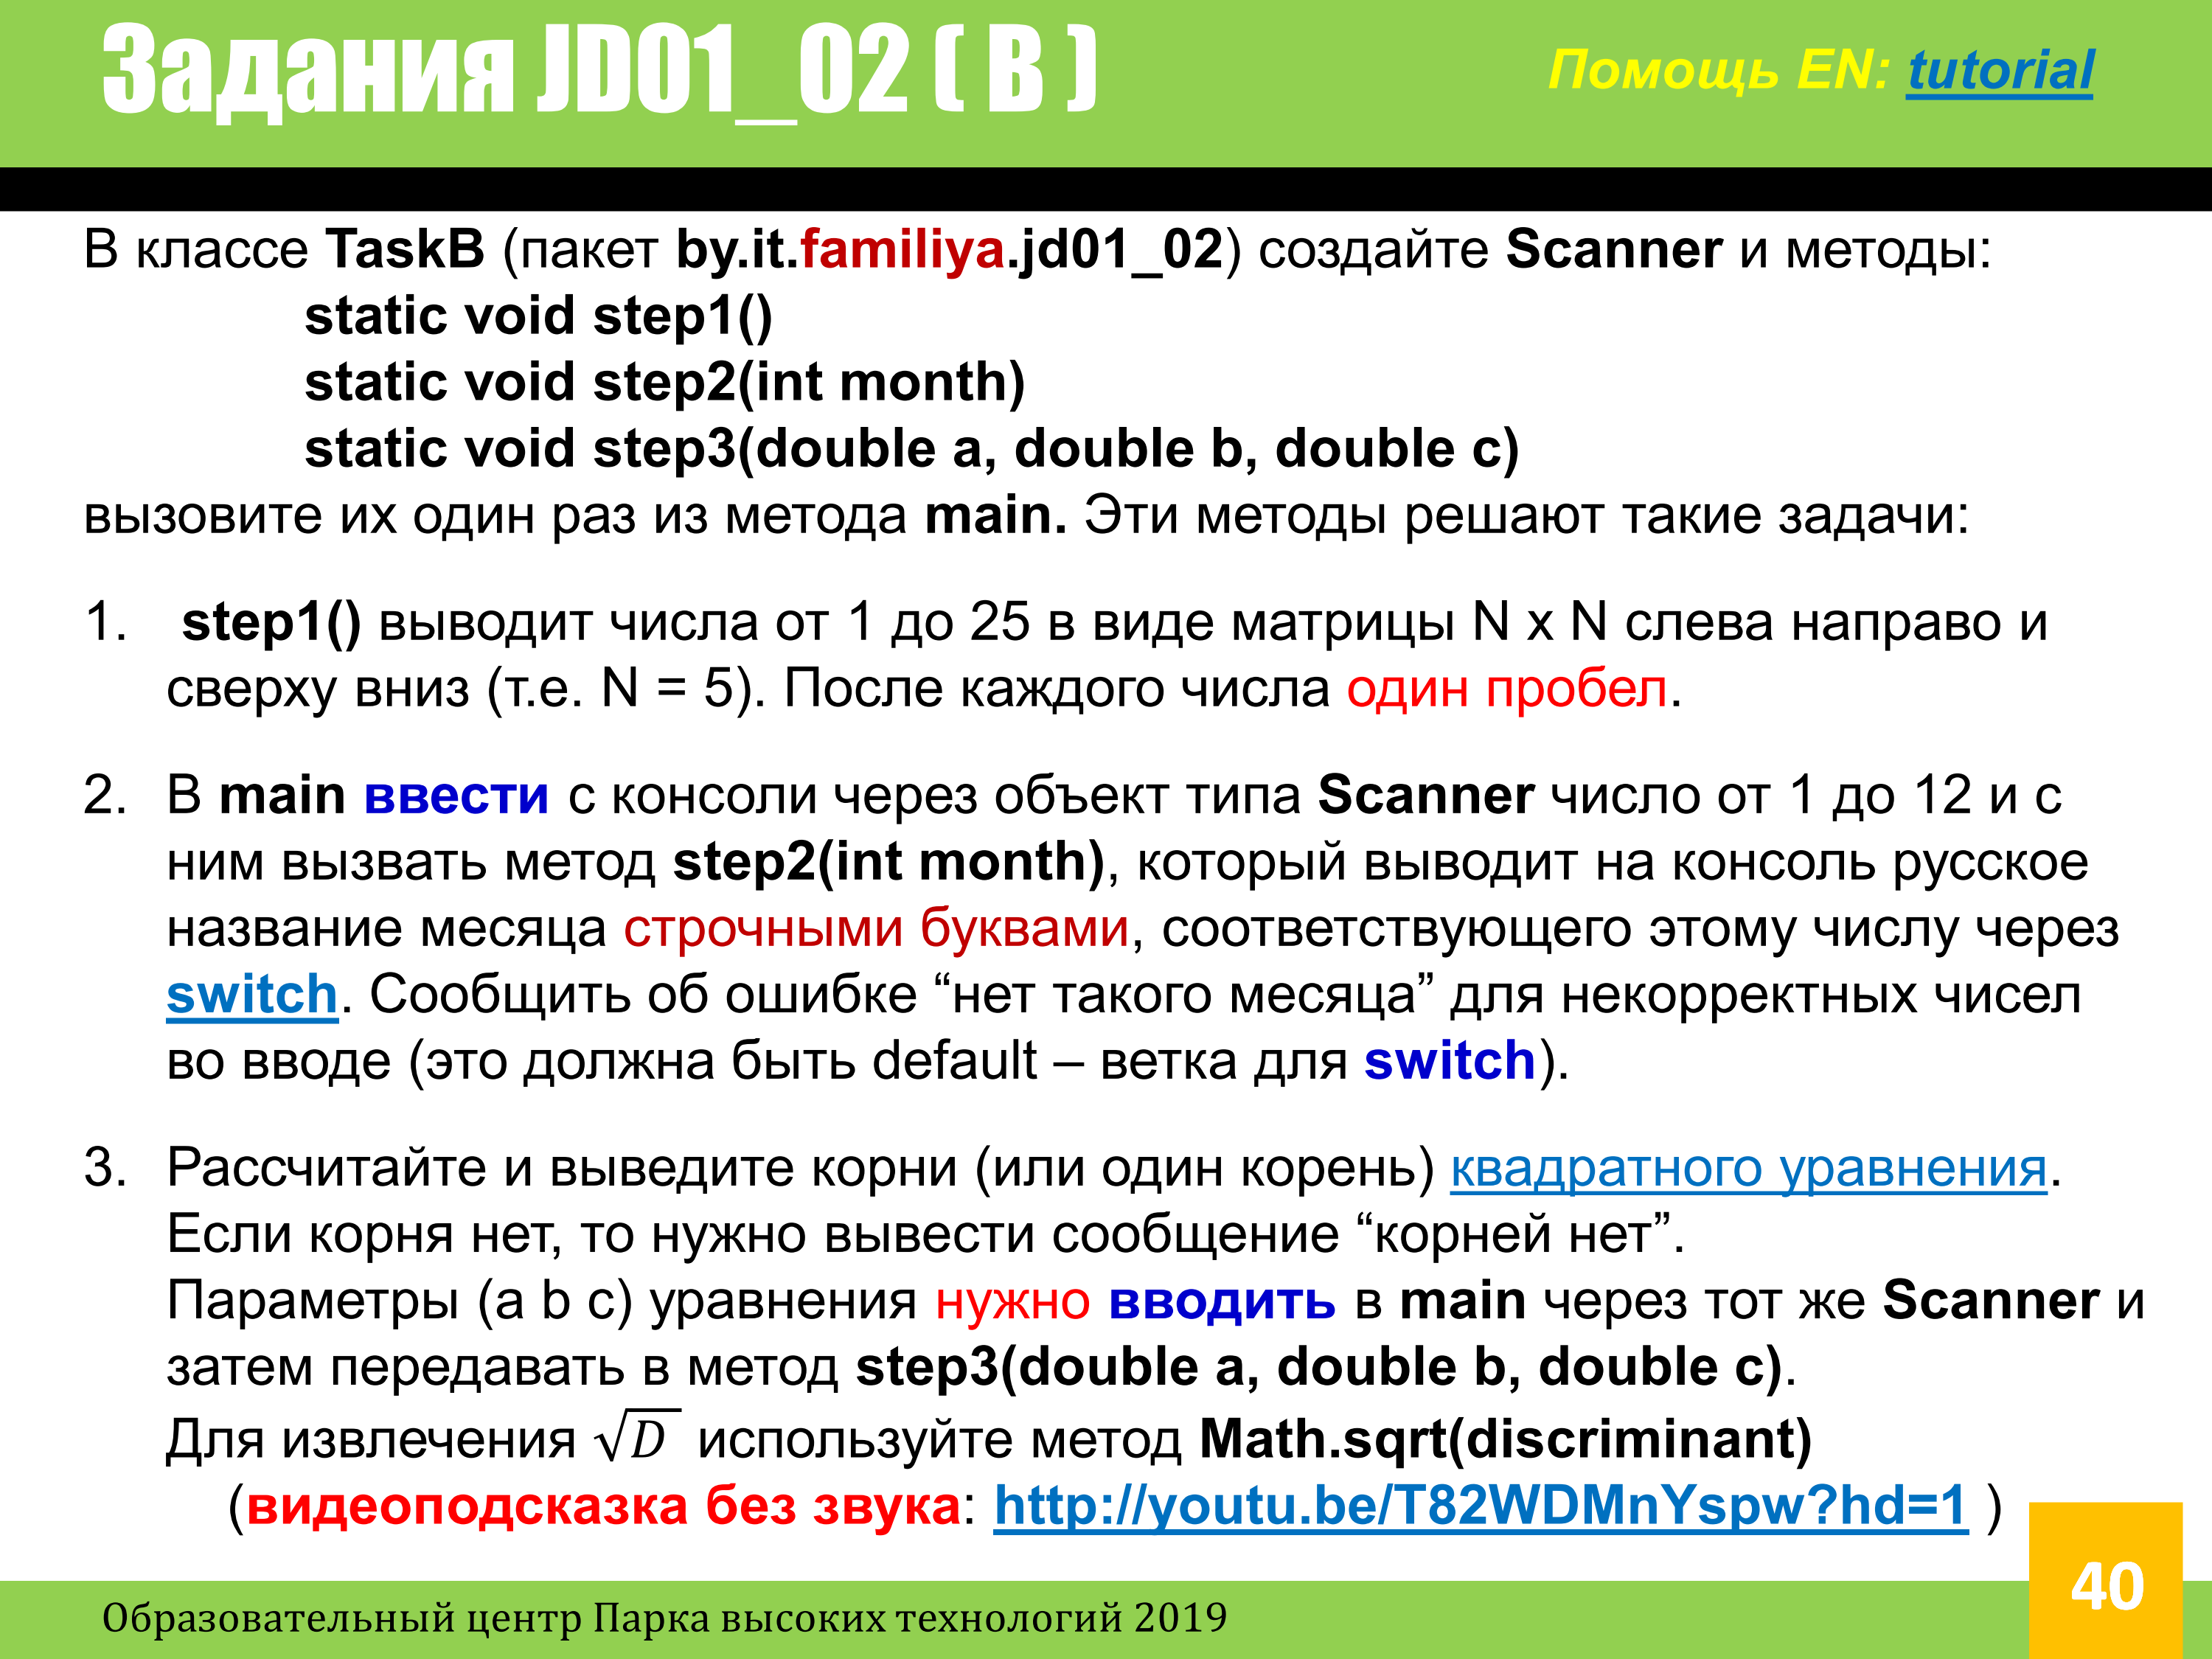 Задания JD01_02 ( B )
Помощь EN: tutorial
В классе TaskB (пакет by.it.familiya.jd01_02) создайте Scanner и методы:
static void step1()
static void step2(int month)
static void step3(double a, double b, double c)
вызовите их один раз из метода main. Эти методы решают такие задачи:
1. step1() выводит числа от 1 до 25 в виде матрицы N x N слева направо и
сверху вниз (т.е. N = 5). После каждого числа один пробел.
2. В main ввести с консоли через объект типа Scanner число от 1 до 12 и с
ним вызвать метод step2(int month), который выводит на консоль русское
название месяца строчными буквами, соответствующего этому числу через
switch. Сообщить об ошибке “нет такого месяца” для некорректных чисел
во вводе (это должна быть default – ветка для switch).
3. Рассчитайте и выведите корни (или один корень) квадратного уравнения.
Если корня нет, то нужно вывести сообщение “корней нет”.
Параметры (a b c) уравнения нужно вводить в main через тот же Scanner и
затем передавать в метод step3(double a, double b, double c).
Для извлечения √D используйте метод Math.sqrt(discriminant)
(видеоподсказка без звука: http://youtu.be/T82WDMnYspw?hd=1 )
40
Образовательный центр Парка высоких технологий 2019